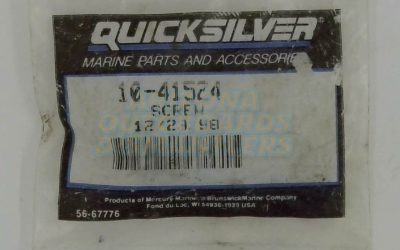 QUICKSILVER®
MARINE PARTS AND ACCESSORIES
10-41524
SCREW
12/23/98
Products of Mercury Marine a Brunswick Marine Company
Fond du Lac, WI 54936-1939 USA
56-67776